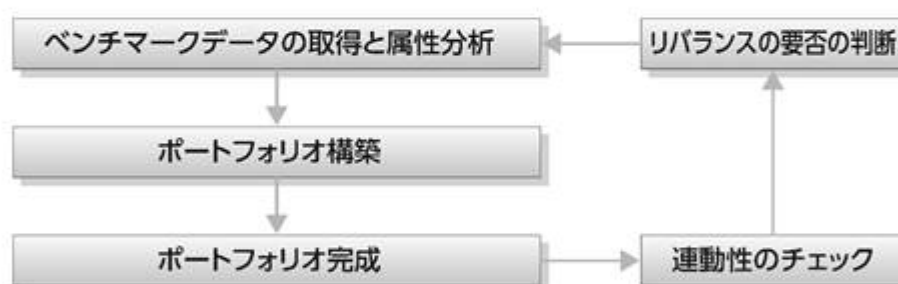 ベンチマークデータの取得と属性分析
リバランスの要否の判断
ポートフォリオ構築
ポートフォリオ完成
連動性のチェック